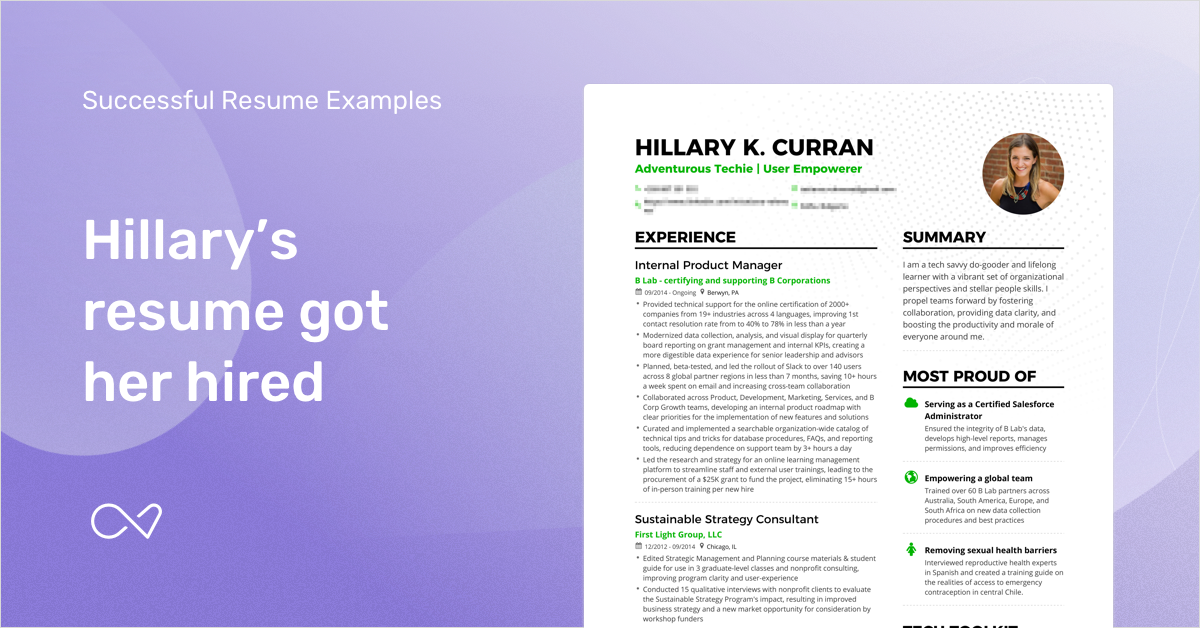 Successful Resume Examples
Hillary's
resume got
her hired
HILLARY K. CURRAN
Adventurous Techie | User Empowerer
EXPERIENCE
Internal Product Manager
B Lab - certifying and supporting B Corporations
09/2014 - Ongoing Berwyn, PA
* Provided technical support for the online certification of 2000+
companies from 19+ industries across 4 languages, improving 1st
contact resolution rate from to 40% to 78% in less than a year
* Modernized data collection, analysis, and visual display for quarterly
board reporting on grant management and internal KPIs, creating a
more digestible data experience for senior leadership and advisors
* Planned, beta-tested, and led the rollout of Slack to over 140 users
across 8 global partner regions in less than 7 months, saving 10+ hours
a week spent on email and increasing cross-team collaboration
* Collaborated across Product, Development, Marketing, Services, and B
Corp Growth teams, developing an internal product roadmap with
clear priorities for the implementation of new features and solutions
* Curated and implemented a searchable organization-wide catalog of
technical tips and tricks for database procedures, FAQs, and reporting
tools, reducing dependence on support team by 3+ hours a day
* Led the research and strategy for an online learning management
platform to streamline staff and external user trainings, leading to the
procurement of a $25K grant to fund the project, eliminating 15+ hours
of in-person training per new hire
Sustainable Strategy Consultant
First Light Group, LLC
12/2012 - 09/2014 Chicago, IL
* Edited Strategic Management and Planning course materials & student
guide for use in 3 graduate-level classes and nonprofit consulting,
improving program clarity and user-experience
* Conducted 15 qualitative interviews with nonprofit clients to evaluate
the Sustainable Strategy Program's impact, resulting in improved
business strategy and a new market opportunity for consideration by
workshop funders
SUMMARY
I am a tech savvy do-gooder and lifelong
learner with a vibrant set of organizational
perspectives and stellar people skills. I
propel teams forward by fostering
collaboration, providing data clarity, and
boosting the productivity and morale of
everyone around me.
MOST PROUD OF
Serving as a Certified Salesforce
Administrator
Ensured the integrity of B Lab's data,
develops high-level reports, manages
permissions, and improves efficiency
Empowering a global team
Trained over 60 B Lab partners across
Australia, South America, Europe, and
South Africa on new data collection
procedures and best practices
Removing sexual health barriers
Interviewed reproductive health experts
in Spanish and created a training guide on
the realities of access to emergency
contraception in central Chile.
TECH TOOLKIT